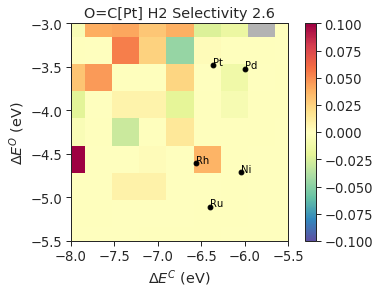 O=C[Pt] H2 Selectivity 2.6
ΔE^O (eV)
−3.0
−3.5
−4.0
−4.5
−5.0
−5.5
Pt
Pd
Rh
Ni
Ru
−8.0 −7.5 −7.0 −6.5 −6.0 −5.5
ΔE^C (eV)
0.100
0.075
0.050
0.025
0.000
−0.025
−0.050
−0.075
−0.100